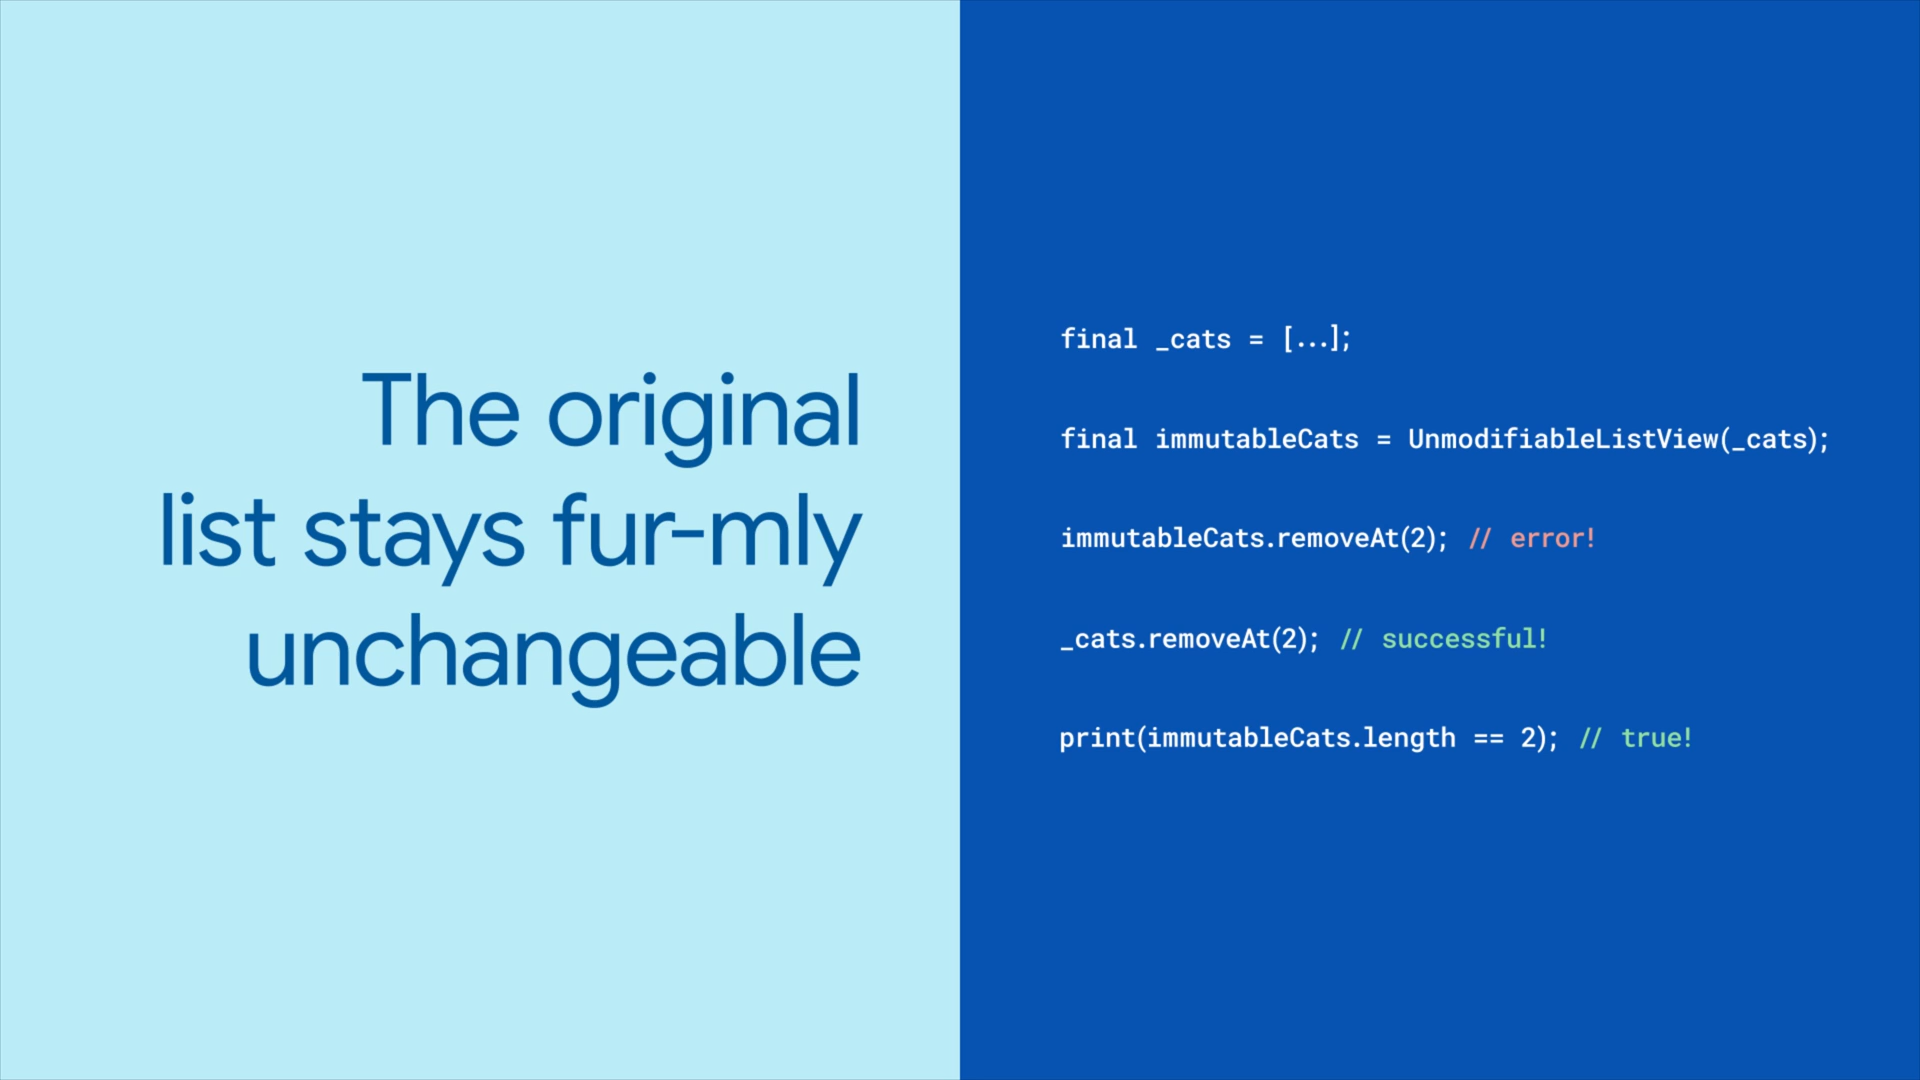 The original
list stays fur-mly
unchangeable
final _cats = [...];
final immutableCats = UnmodifiableListView(_cats);
immutableCats.removeAt(2); // error!
_cats.removeAt(2); // successful!
print(immutableCats.length == 2); // true!